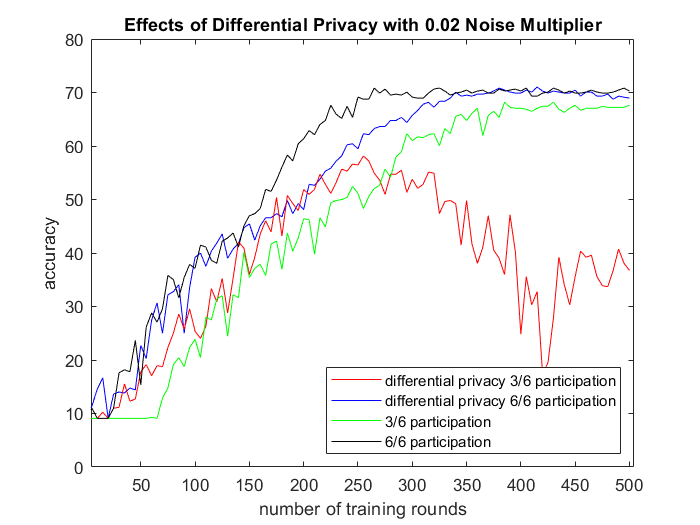 Effects of Differential Privacy with 0.02 Noise Multiplier
80
70
60
50
40
30
20
10
0
accuracy
differential privacy 3/6 participation
differential privacy 6/6 participation
3/6 participation
6/6 participation
50 100 150 200 250 300 350 400 450 500
number of training rounds